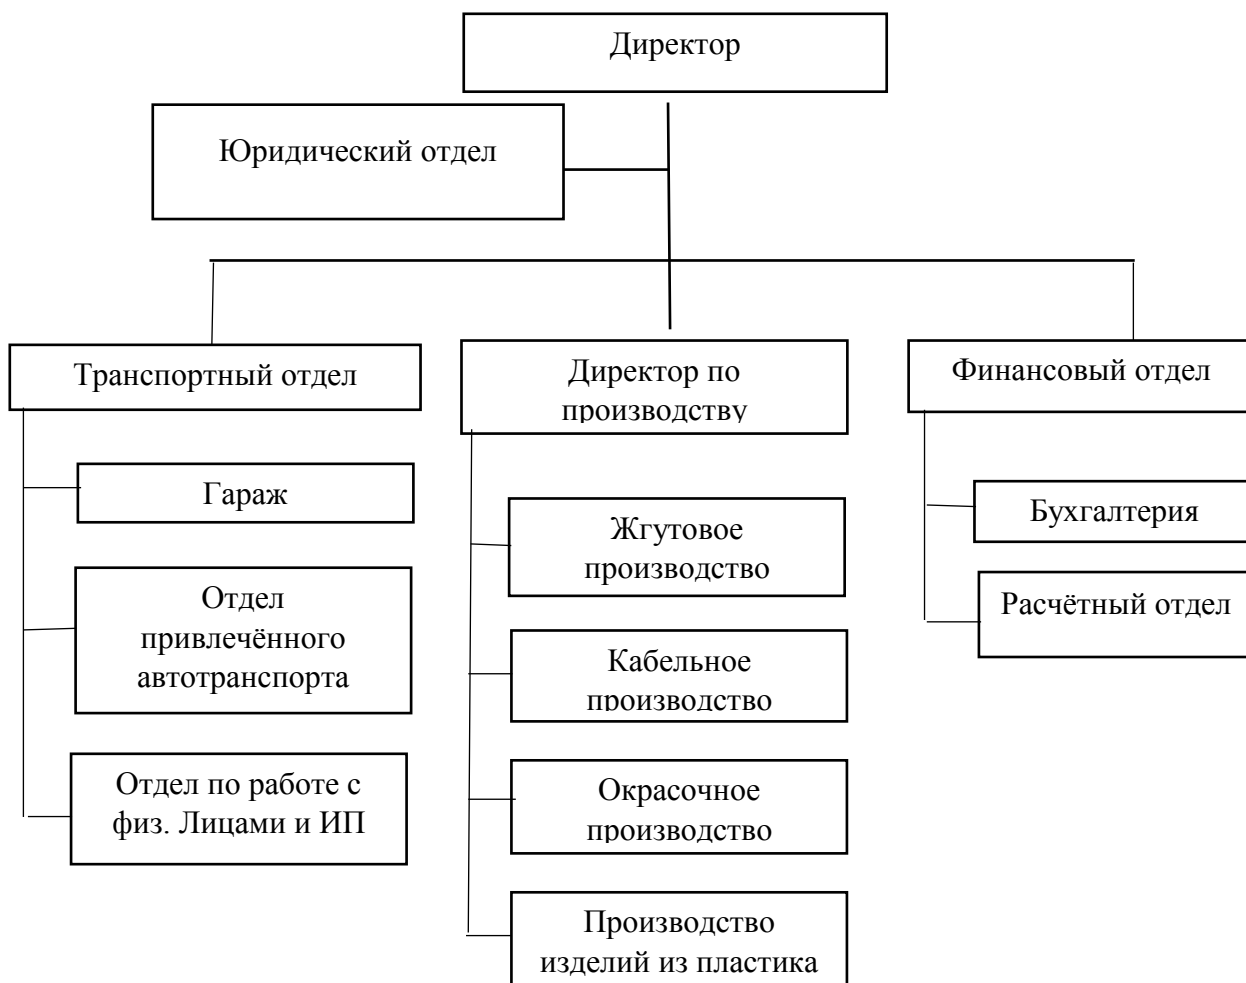 Директор
Юридический отдел
Транспортный отдел
Директор по
производству
Финансовый отдел
Гараж
Отдел
привлечённого
автотранспорта
Отдел по работе с
физ. Лицами и ИП
Жгутовое
производство
Кабельное
производство
Окрасочное
производство
Производство
изделий из пластика
Бухгалтерия
Расчётный отдел